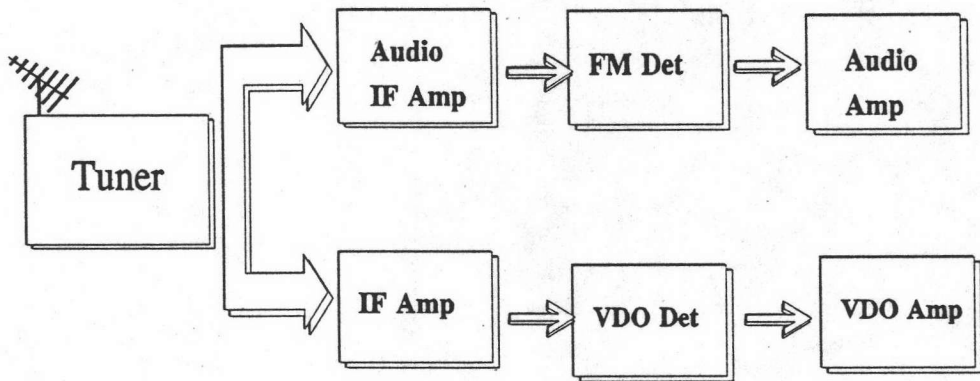 Audio
IF Amp
FM Det
Audio
Amp
Tuner
IF Amp
VDO Det
VDO Amp